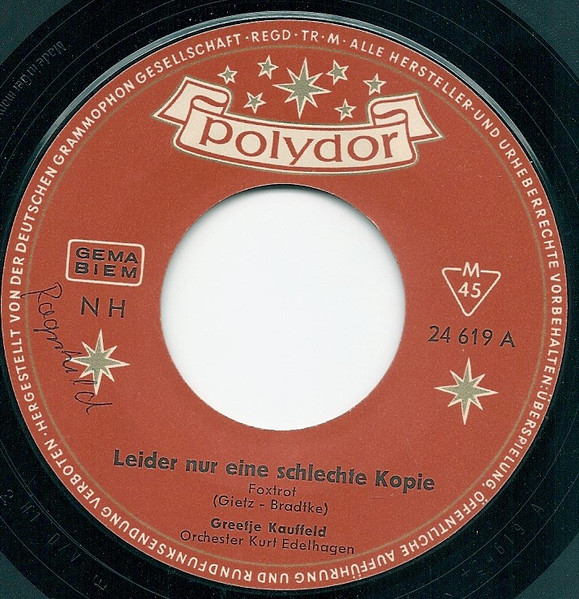 HERGESTELLT VON DER DEUTSCHEN GRAMMOPHON GESELLSCHAFT · REGD · TR · M · ALLE HERSTELLER- UND URHEBERRECHTE VORBEHALTEN: ÜBERSPIELUNG ÖFFENTLICHE AUFFÜHRUNG UND RUNDFUNKSENDUNG VERBOTEN ·
polydor
GEMA
BIEM
NH
Ragnhild
M
45
24 619 A
Leider nur eine schlechte Kopie
Foxtrot
(Gietz - Bradtke)
Greetje Kauffeld
Orchester Kurt Edelhagen